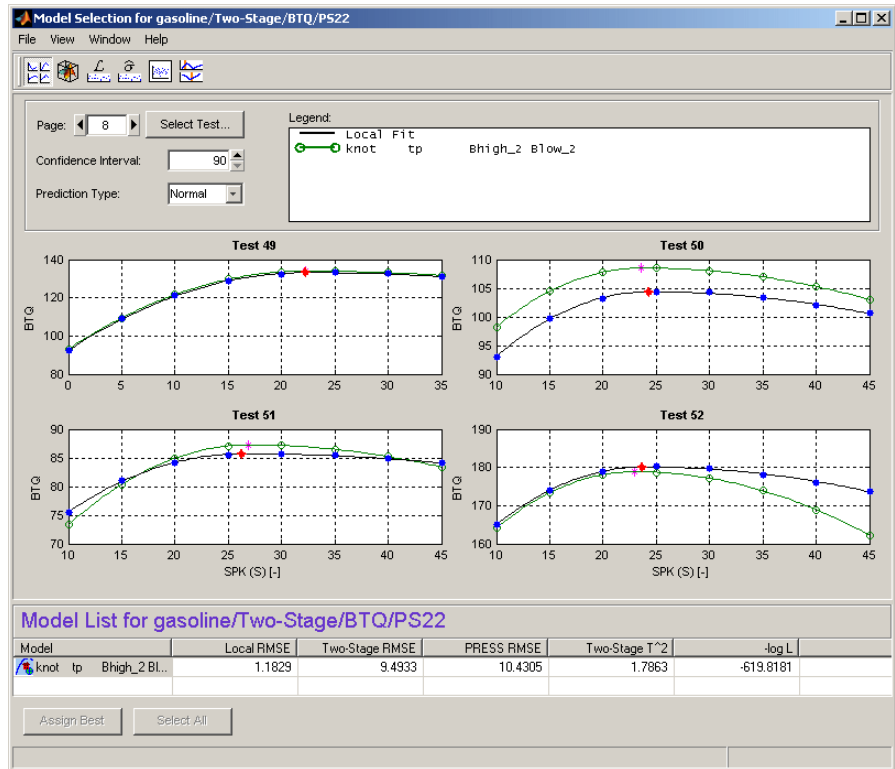 Model Selection for gasoline/Two-Stage/BTQ/PS22
File View Window Help
Page: 8 Select Test...
Confidence Interval: 90
Prediction Type: Normal
Legend:
Local Fit
knot tp Bhigh_2 Blow_2
Test 49
140
120
100
80
BTQ
0 5 10 15 20 25 30 35
Test 50
110
105
100
95
90
BTQ
10 15 20 25 30 35 40 45
Test 51
90
85
80
75
70
BTQ
10 15 20 25 30 35 40 45
SPK (S) [-]
Test 52
190
180
170
160
BTQ
10 15 20 25 30 35 40 45
SPK (S) [-]
Model List for gasoline/Two-Stage/BTQ/PS22
Model Local RMSE Two-Stage RMSE PRESS RMSE Two-Stage T^2 -log L
knot tp Bhigh_2 Bl... 1.1829 9.4933 10.4305 1.7863 -619.8181
Assign Best Select All